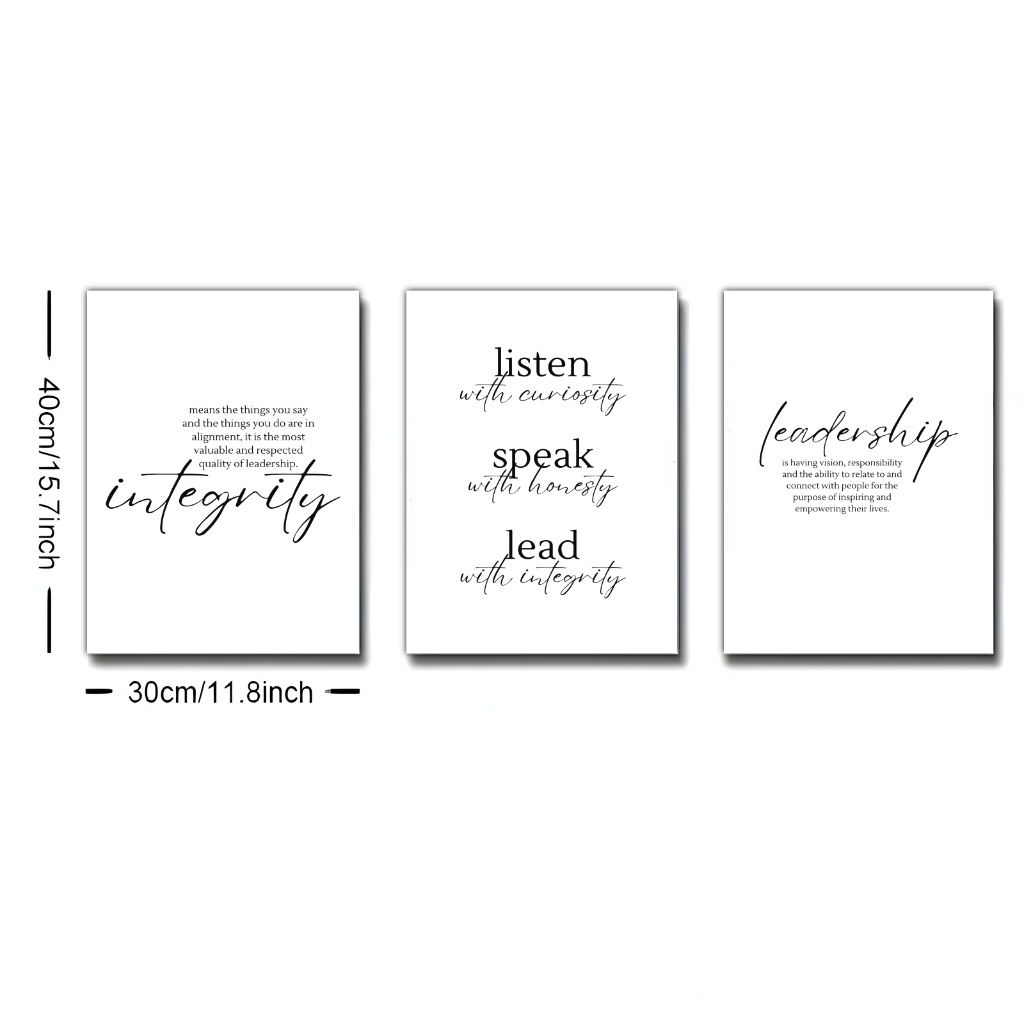 40cm/15.7inch
means the things you say
and the things you do are in
alignment, it is the most
valuable and respected
quality of leadership.
integrity
30cm/11.8inch
listen
with curiosity
speak
with honesty
lead
with integrity
leadership
is having vision, responsibility
and the ability to relate to and
connect with people for the
purpose of inspiring and
empowering their lives.